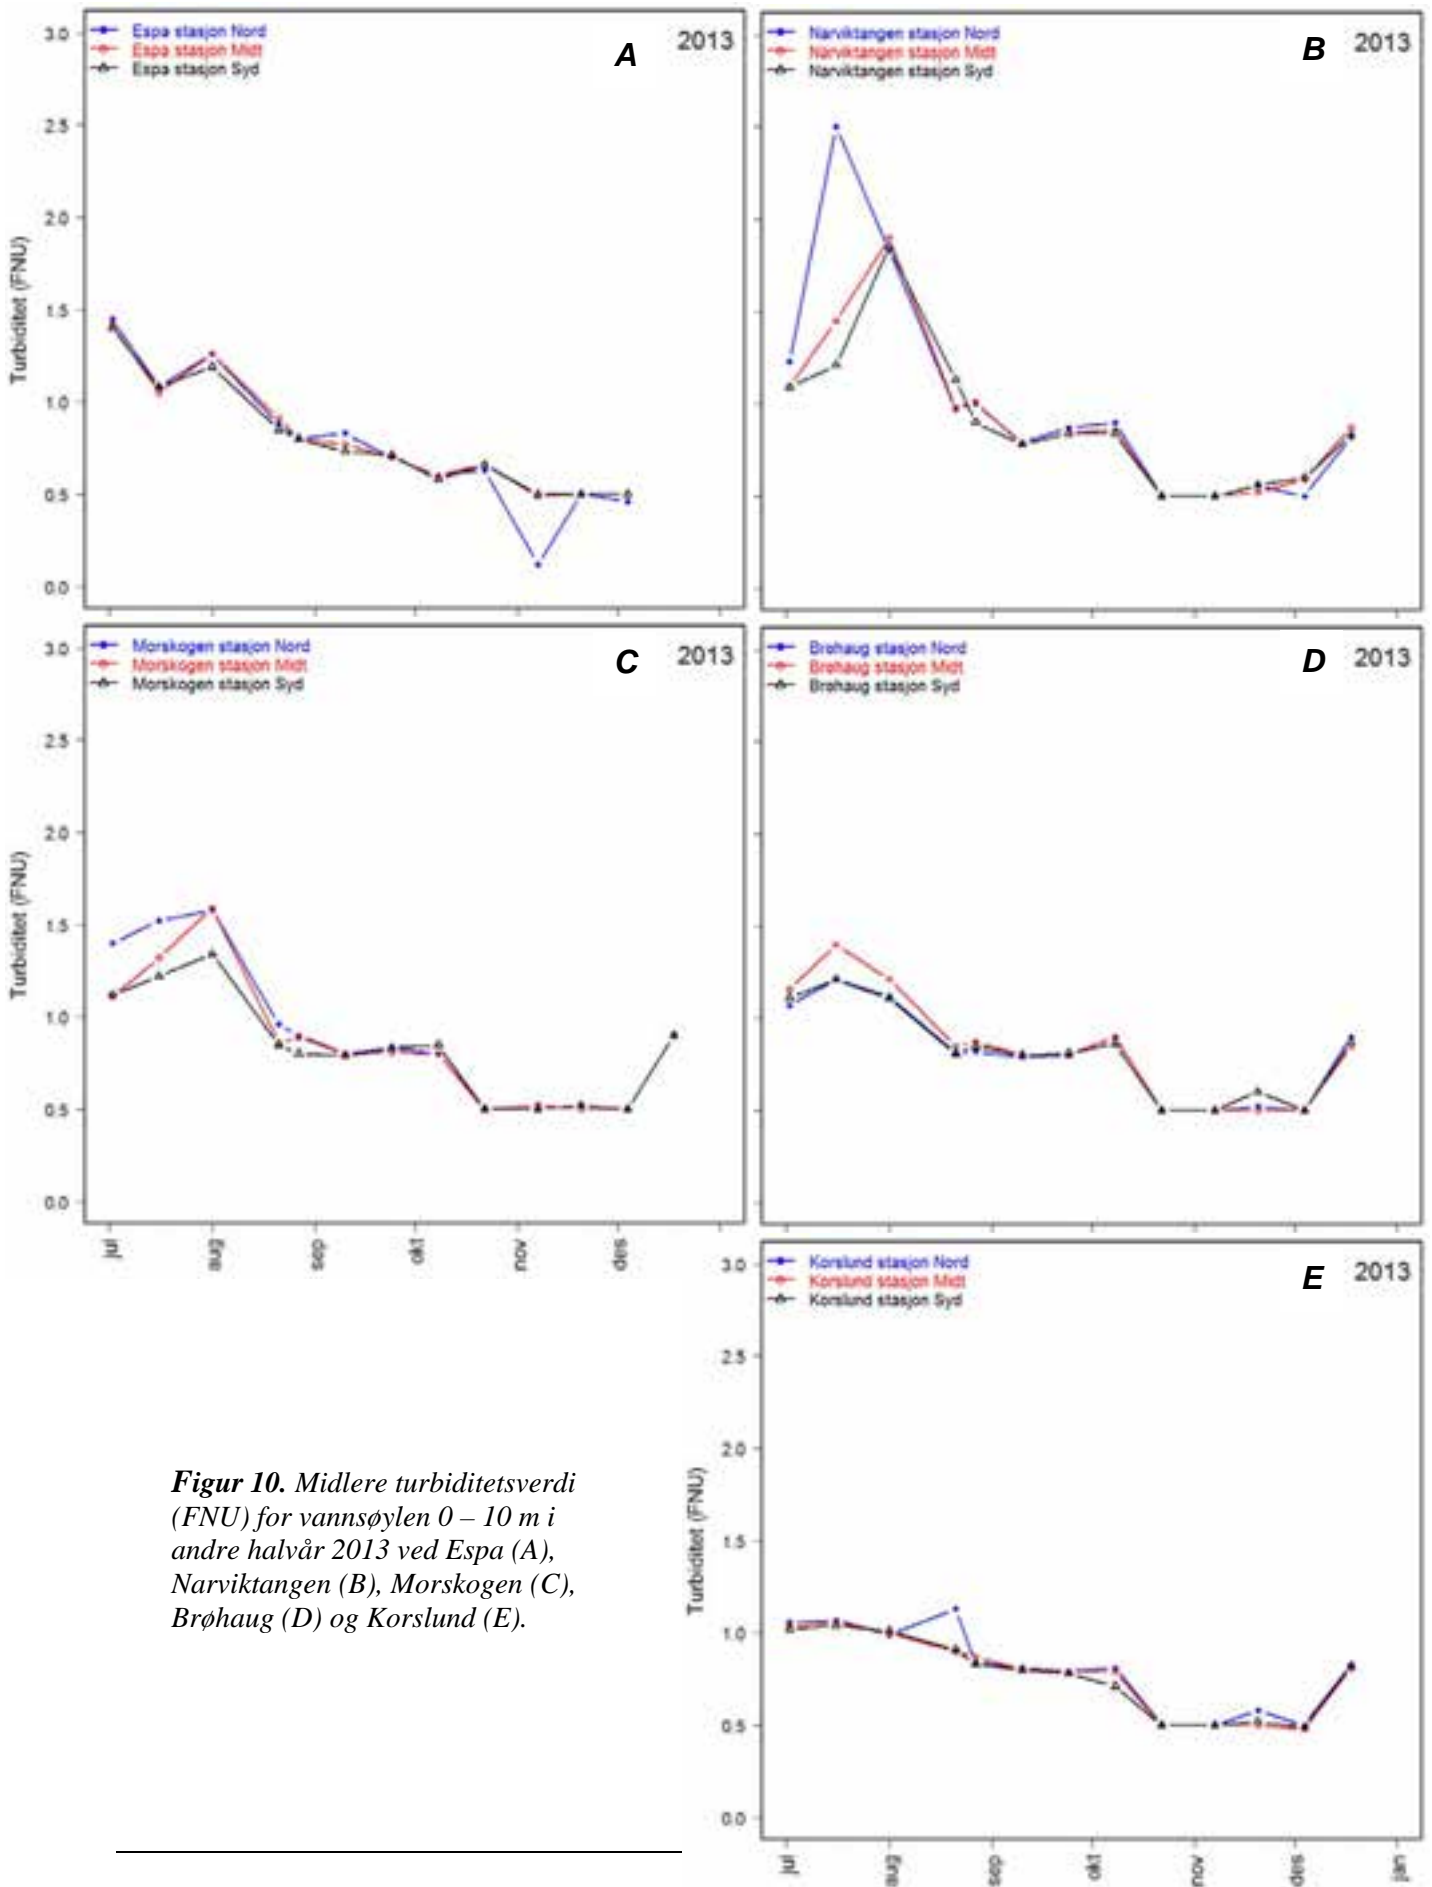 Espa stasjon Nord
Espa stasjon Midt
Espa stasjon Syd
A
2013
3.0
2.5
2.0
1.5
1.0
0.5
0.0
Turbiditet (FNU)
Narviktangen stasjon Nord
Narviktangen stasjon Midt
Narviktangen stasjon Syd
B
2013
Morskogen stasjon Nord
Morskogen stasjon Midt
Morskogen stasjon Syd
C
2013
3.0
2.5
2.0
1.5
1.0
0.5
0.0
Turbiditet (FNU)
jul
aug
sep
okt
nov
des
Brøhaug stasjon Nord
Brøhaug stasjon Midt
Brøhaug stasjon Syd
D
2013
Korslund stasjon Nord
Korslund stasjon Midt
Korslund stasjon Syd
E
2013
3.0
2.5
2.0
1.5
1.0
0.5
0.0
Turbiditet (FNU)
jul
aug
sep
okt
nov
des
jan
Figur 10. Midlere turbiditetsverdi
(FNU) for vannsøylen 0 – 10 m i
andre halvår 2013 ved Espa (A),
Narviktangen (B), Morskogen (C),
Brøhaug (D) og Korslund (E).